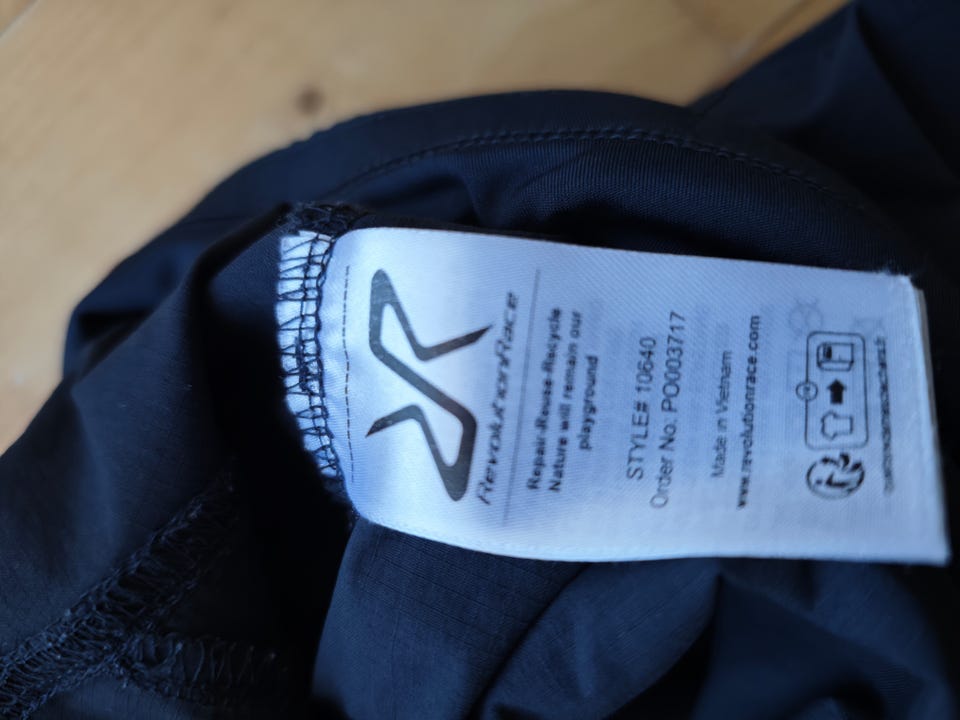 RevolutionRace
Repair-Reuse-Recycle
Nature will remain our
playground
STYLE# 10640
Order No. PO003717
Made in Vietnam
www.revolutionrace.com
FR